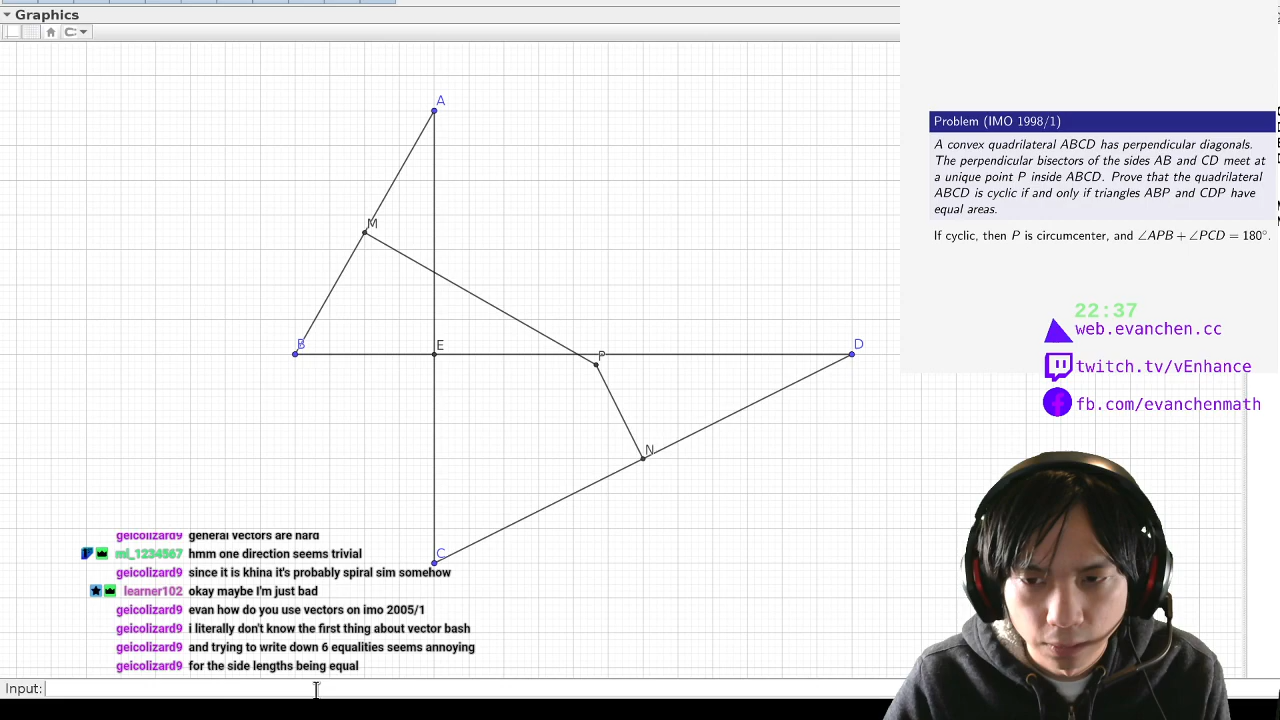 Graphics
Problem (IMO 1998/1)
A convex quadrilateral ABCD has perpendicular diagonals.
The perpendicular bisectors of the sides AB and CD meet at
a unique point P inside ABCD. Prove that the quadrilateral
ABCD is cyclic if and only if triangles ABP and CDP have
equal areas.
If cyclic, then P is circumcenter, and ∠APB + ∠PCD = 180°.
22:37
web.evanchen.cc
twitch.tv/vEnhance
fb.com/evanchenmath
A
M
B
E
P
D
N
C
geicolizard9 general vectors are hard
ml_1234567 hmm one direction seems trivial
geicolizard9 since it is khina it's probably spiral sim somehow
learner102 okay maybe I'm just bad
geicolizard9 evan how do you use vectors on imo 2005/1
geicolizard9 i literally don't know the first thing about vector bash
geicolizard9 and trying to write down 6 equalities seems annoying
geicolizard9 for the side lengths being equal
Input: